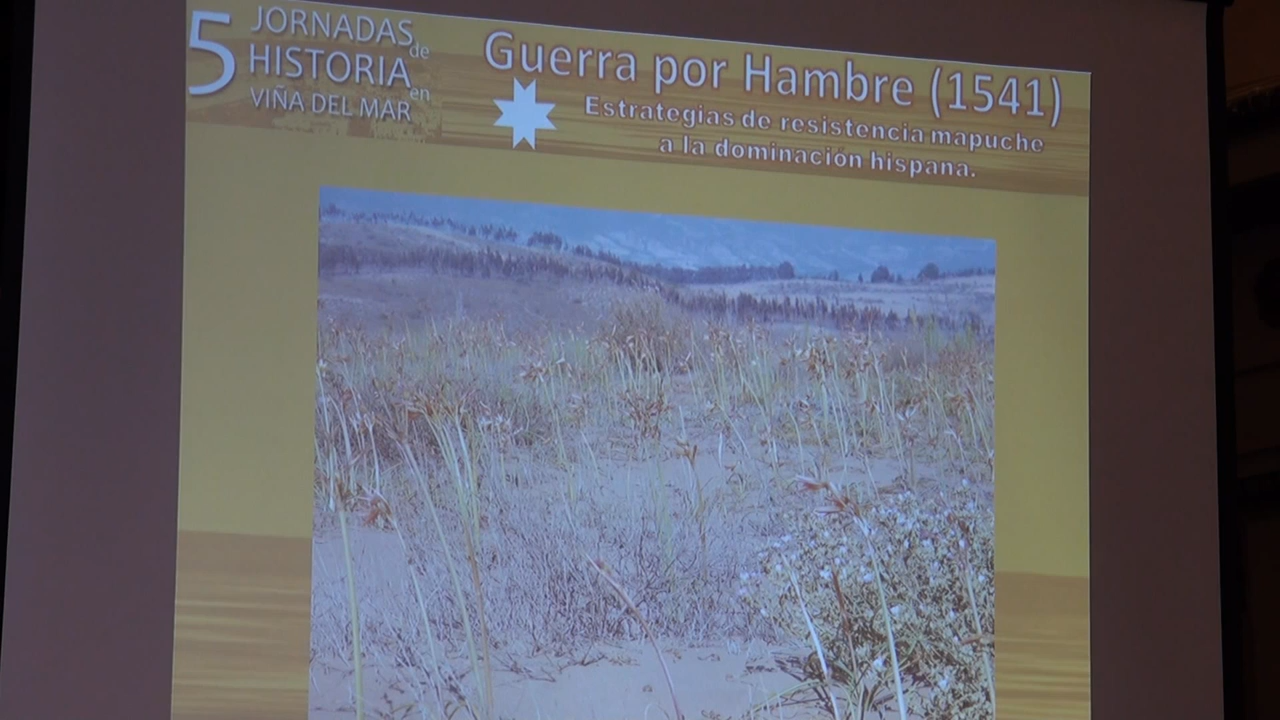 5 JORNADAS de
HISTORIA en
VIÑA DEL MAR
Guerra por Hambre (1541)
Estrategias de resistencia mapuche
a la dominación hispana.